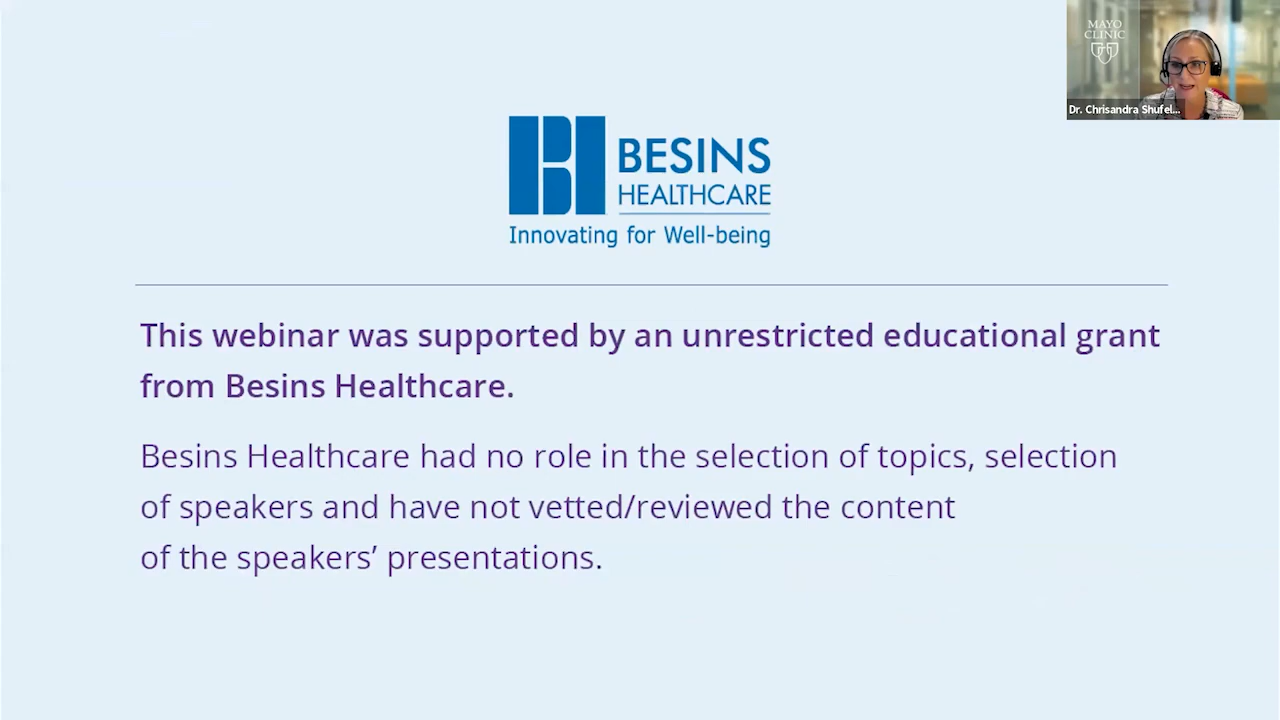 MAYO
CLINIC
Dr. Chrisandra Shufel...
BI BESINS
HEALTHCARE
Innovating for Well-being
This webinar was supported by an unrestricted educational grant
from Besins Healthcare.
Besins Healthcare had no role in the selection of topics, selection
of speakers and have not vetted/reviewed the content
of the speakers’ presentations.